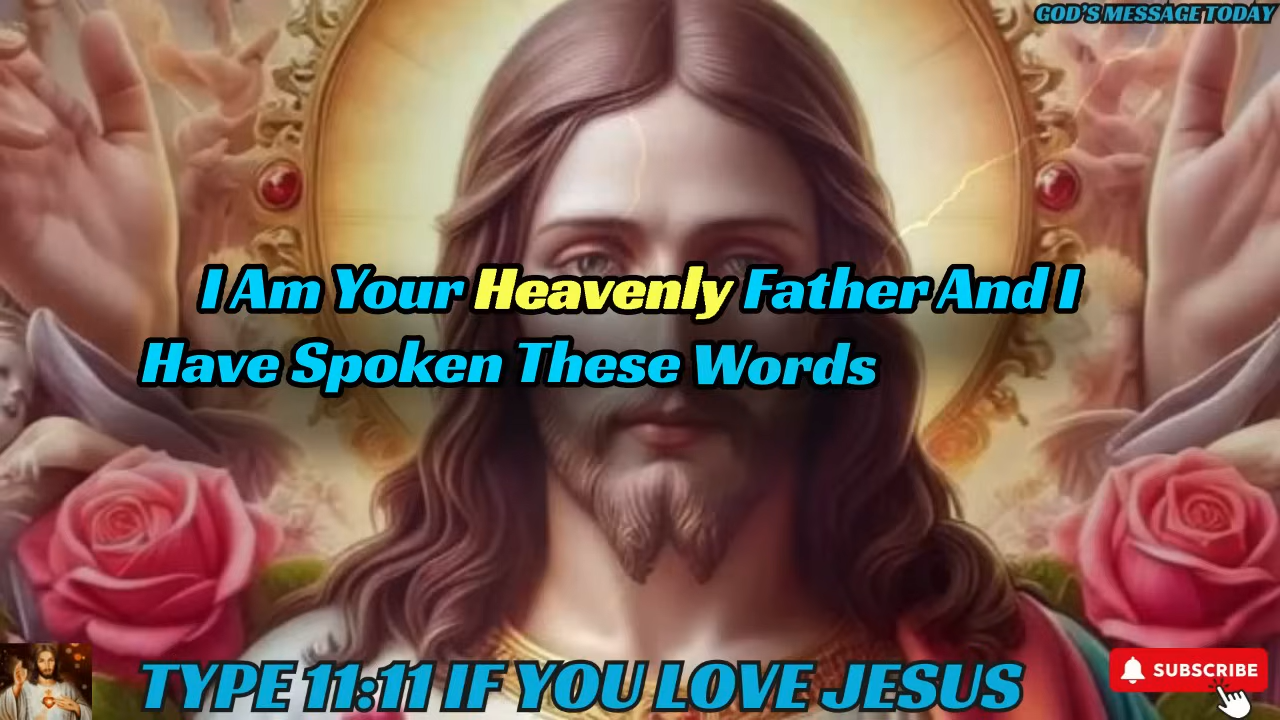 GOD'S MESSAGE TODAY
I Am Your Heavenly Father And I
Have Spoken These Words
TYPE 11:11 IF YOU LOVE JESUS
SUBSCRIBE